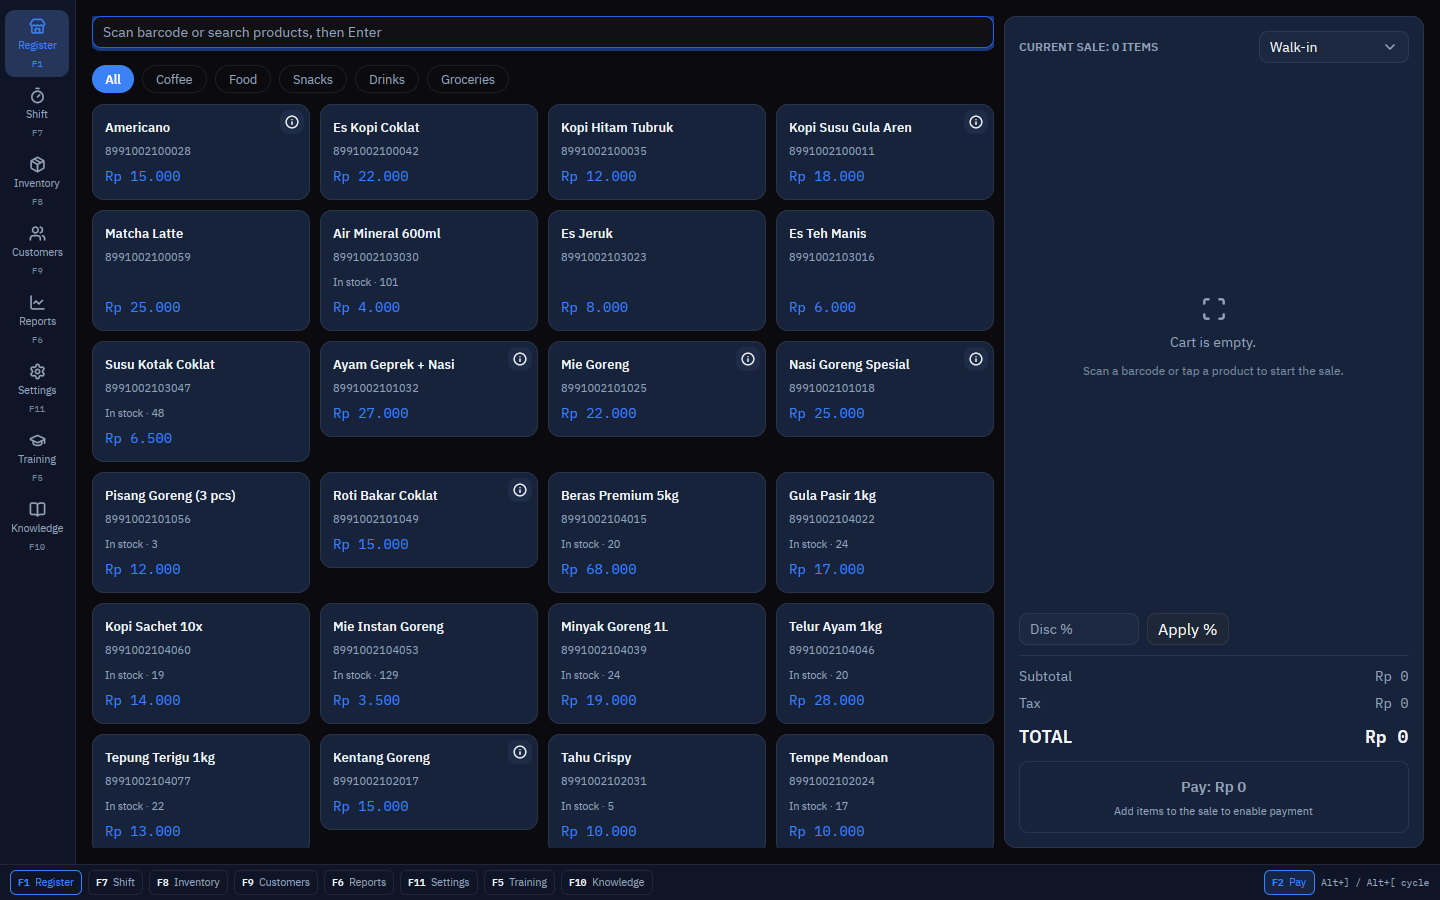 Register
F1
Shift
F7
Inventory
F8
Customers
F9
Reports
F6
Settings
F11
Training
F5
Knowledge
F10
Scan barcode or search products, then Enter
All
Coffee
Food
Snacks
Drinks
Groceries
Americano
8991002100028
Rp 15.000
Es Kopi Coklat
8991002100042
Rp 22.000
Kopi Hitam Tubruk
8991002100035
Rp 12.000
Kopi Susu Gula Aren
8991002100011
Rp 18.000
Matcha Latte
8991002100059
Rp 25.000
Air Mineral 600ml
8991002103030
In stock · 101
Rp 4.000
Es Jeruk
8991002103023
Rp 8.000
Es Teh Manis
8991002103016
Rp 6.000
Susu Kotak Coklat
8991002103047
In stock · 48
Rp 6.500
Ayam Geprek + Nasi
8991002101032
Rp 27.000
Mie Goreng
8991002101025
Rp 22.000
Nasi Goreng Spesial
8991002101018
Rp 25.000
Pisang Goreng (3 pcs)
8991002101056
In stock · 3
Rp 12.000
Roti Bakar Coklat
8991002101049
Rp 15.000
Beras Premium 5kg
8991002104015
In stock · 20
Rp 68.000
Gula Pasir 1kg
8991002104022
In stock · 24
Rp 17.000
Kopi Sachet 10x
8991002104060
In stock · 19
Rp 14.000
Mie Instan Goreng
8991002104053
In stock · 129
Rp 3.500
Minyak Goreng 1L
8991002104039
In stock · 24
Rp 19.000
Telur Ayam 1kg
8991002104046
In stock · 20
Rp 28.000
Tepung Terigu 1kg
8991002104077
In stock · 22
Rp 13.000
Kentang Goreng
8991002102017
Rp 15.000
Tahu Crispy
8991002102031
In stock · 5
Rp 10.000
Tempe Mendoan
8991002102024
In stock · 17
Rp 10.000
CURRENT SALE: 0 ITEMS
Walk-in
Cart is empty.
Scan a barcode or tap a product to start the sale.
Disc %
Apply %
Subtotal Rp 0
Tax Rp 0
TOTAL Rp 0
Pay: Rp 0
Add items to the sale to enable payment
F1 Register
F7 Shift
F8 Inventory
F9 Customers
F6 Reports
F11 Settings
F5 Training
F10 Knowledge
F2 Pay
Alt+] / Alt+[ cycle